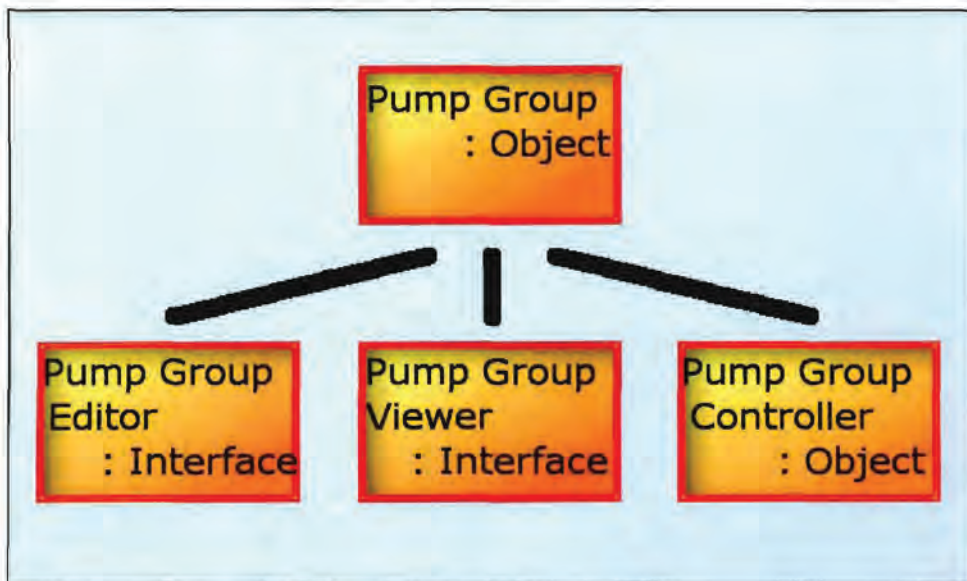 Pump Group
: Object
Pump Group
Editor
: Interface
Pump Group
Viewer
: Interface
Pump Group
Controller
: Object